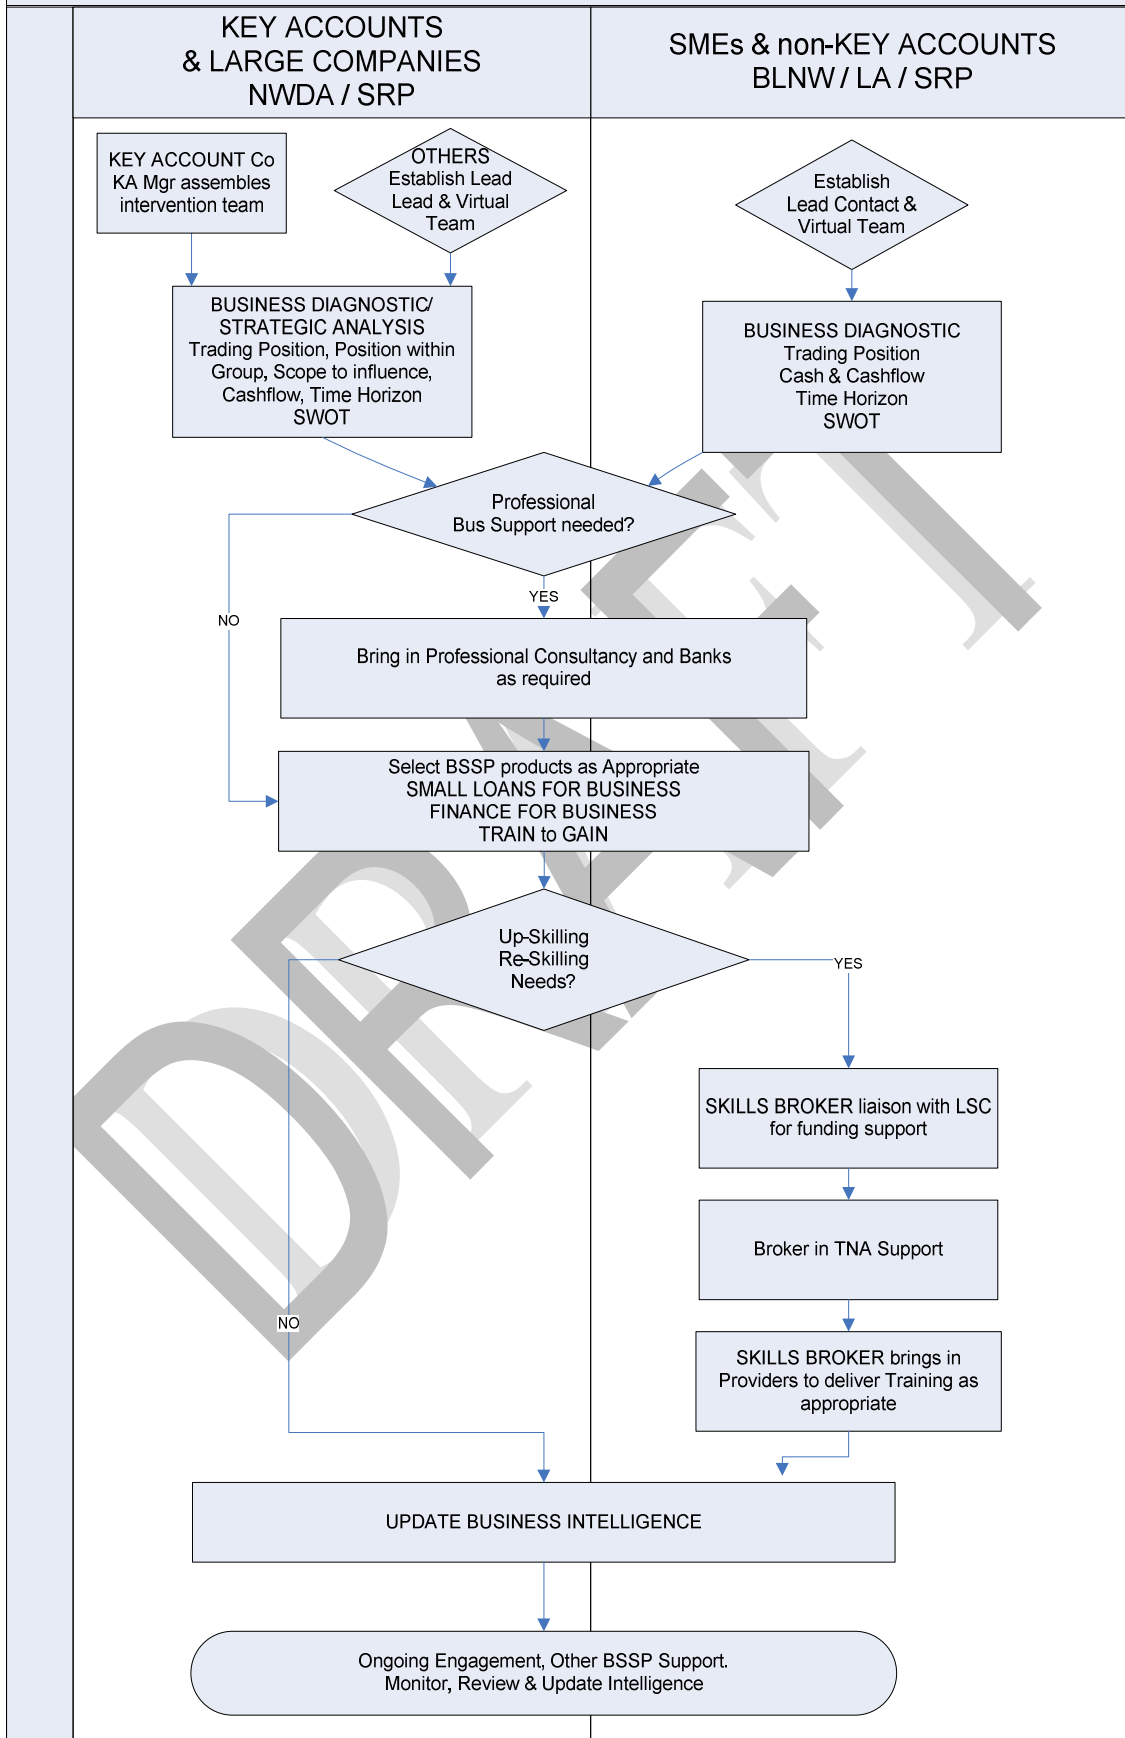 KEY ACCOUNTS
& LARGE COMPANIES
NWDA / SRP
SMEs & non-KEY ACCOUNTS
BLNW / LA / SRP
KEY ACCOUNT Co
KA Mgr assembles
intervention team
OTHERS
Establish Lead
Lead & Virtual
Team
Establish
Lead Contact &
Virtual Team
BUSINESS DIAGNOSTIC/
STRATEGIC ANALYSIS
Trading Position, Position within
Group, Scope to influence,
Cashflow, Time Horizon
SWOT
BUSINESS DIAGNOSTIC
Trading Position
Cash & Cashflow
Time Horizon
SWOT
Professional
Bus Support needed?
YES
NO
Bring in Professional Consultancy and Banks
as required
Select BSSP products as Appropriate
SMALL LOANS FOR BUSINESS
FINANCE FOR BUSINESS
TRAIN to GAIN
Up-Skilling
Re-Skilling
Needs?
YES
SKILLS BROKER liaison with LSC
for funding support
Broker in TNA Support
NO
SKILLS BROKER brings in
Providers to deliver Training as
appropriate
UPDATE BUSINESS INTELLIGENCE
Ongoing Engagement, Other BSSP Support.
Monitor, Review & Update Intelligence
DRAFT